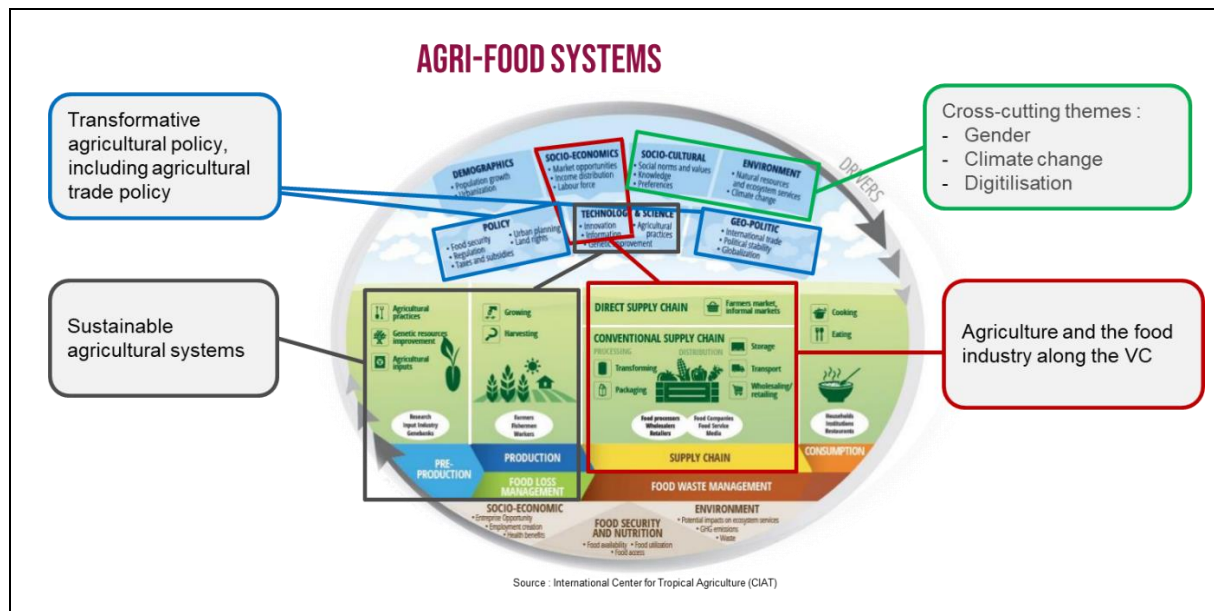 AGRI-FOOD SYSTEMS
Transformative
agricultural policy,
including agricultural
trade policy
Cross-cutting themes :
- Gender
- Climate change
- Digitilisation
DEMOGRAPHICS
• Population growth
• Urbanization
SOCIO-ECONOMICS
• Market opportunities
• Income distribution
• Labour force
SOCIO-CULTURAL
• Social norms and values
• Knowledge
• Preferences
ENVIRONMENT
• Natural resources
and ecosystem services
• Climate change
DRIVERS
POLICY
• Food security
• Regulation
• Taxes and subsidies
• Urban planning
• Land rights
TECHNOLOGY & SCIENCE
• Innovation
• Information
• Genetic improvement
• Agricultural
practices
GEO-POLITIC
• International trade
• Political stability
• Globalization
Sustainable
agricultural systems
Agriculture and the food
industry along the VC
Agricultural
practices
Genetic resources
improvement
Agricultural
inputs
Research
Input Industry
Genebanks
Growing
Harvesting
Farmers
Fishermen
Workers
DIRECT SUPPLY CHAIN
Farmers market,
informal markets
CONVENTIONAL SUPPLY CHAIN
PROCESSING
DISTRIBUTION
Transforming
Packaging
Storage
Transport
Wholesaling/
retailing
Food processors
Wholesalers
Retailers
Food Companies
Food Service
Media
Cooking
Eating
Households
Institutions
Restaurants
PRE-
PRODUCTION
PRODUCTION
SUPPLY CHAIN
CONSUMPTION
FOOD LOSS
MANAGEMENT
FOOD WASTE MANAGEMENT
SOCIO-ECONOMIC
• Entreprise Opportunity
• Employment creation
• Health benefits
FOOD SECURITY
AND NUTRITION
• Food availability • Food utilization
• Food access
ENVIRONMENT
• Potential impacts on ecosystem services
• GHG emissions
• Waste
Source : International Center for Tropical Agriculture (CIAT)